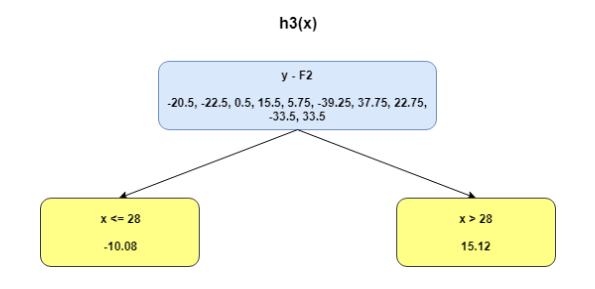 h3(x)
y - F2
-20.5, -22.5, 0.5, 15.5, 5.75, -39.25, 37.75, 22.75,
-33.5, 33.5
x <= 28
-10.08
x > 28
15.12